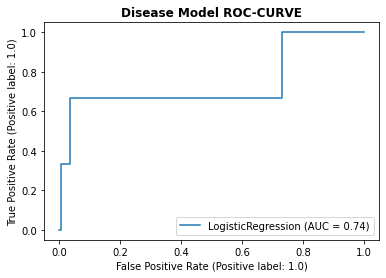 Disease Model ROC-CURVE
True Positive Rate (Positive label: 1.0)
1.0
0.8
0.6
0.4
0.2
0.0
LogisticRegression (AUC = 0.74)
0.0 0.2 0.4 0.6 0.8 1.0
False Positive Rate (Positive label: 1.0)